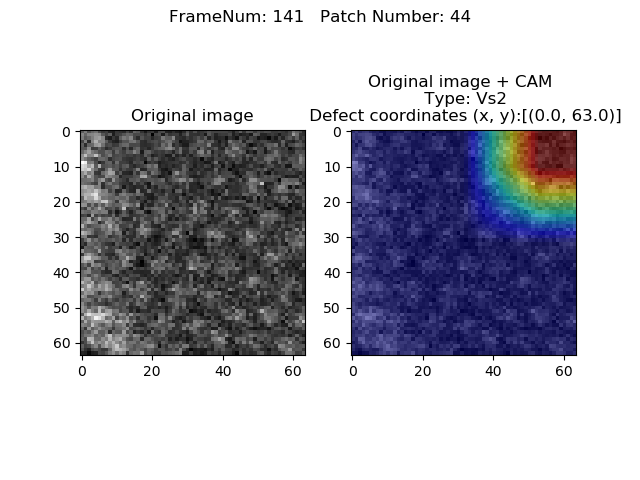 FrameNum: 141   Patch Number: 44
Original image
0
10
20
30
40
50
60
0 20 40 60
Original image + CAM
Type: Vs2
Defect coordinates (x, y):[(0.0, 63.0)]
0
10
20
30
40
50
60
0 20 40 60